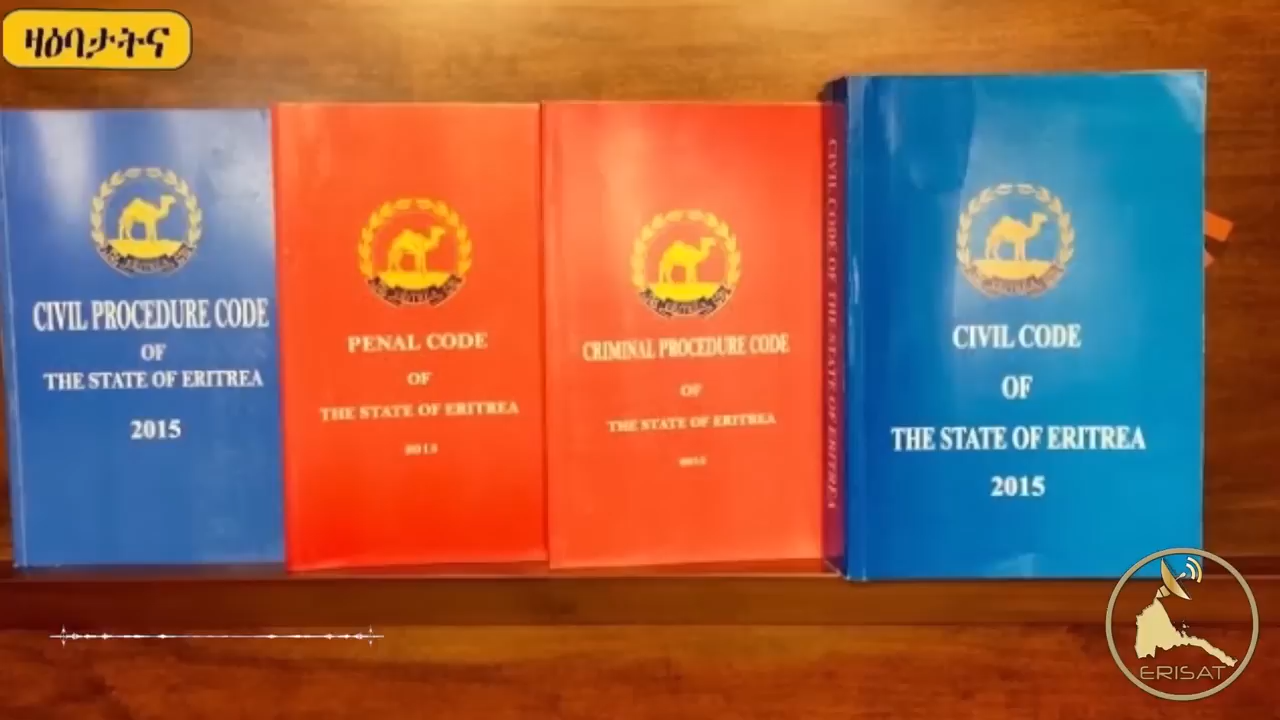 ዛዕባታትና
CIVIL PROCEDURE CODE
OF
THE STATE OF ERITREA
2015
PENAL CODE
OF
THE STATE OF ERITREA
2015
CRIMINAL PROCEDURE CODE
OF
THE STATE OF ERITREA
2015
CIVIL CODE OF THE STATE OF ERITREA
CIVIL CODE
OF
THE STATE OF ERITREA
2015
ERISAT